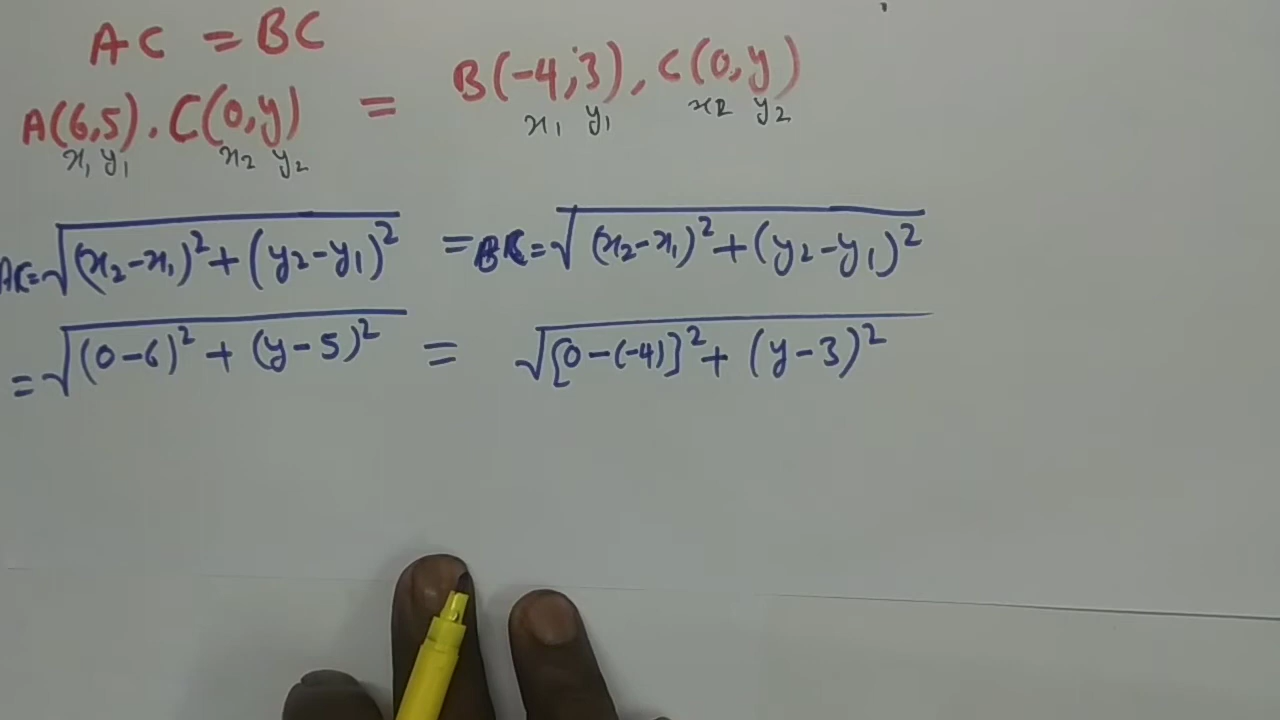 AC = BC
A(6,5), C(0,y) = B(-4,3), C(0,y)
x₁ y₁ x₂ y₂ x₁ y₁ x₂ y₂
AC=√(x₂-x₁)²+(y₂-y₁)² =BC=√(x₂-x₁)²+(y₂-y₁)²
=√(0-6)²+(y-5)² = √[0-(-4)]²+(y-3)²